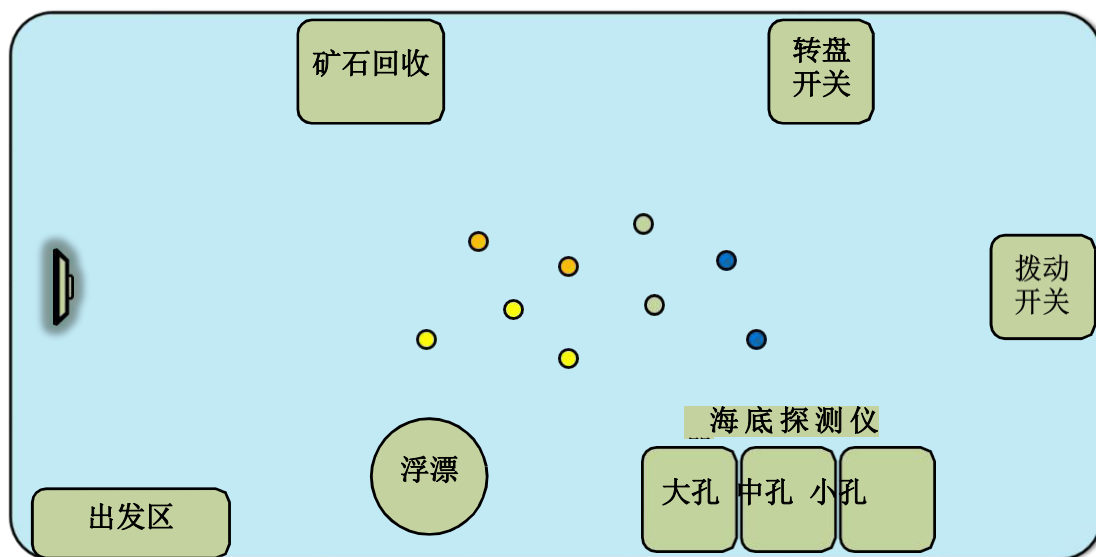 矿石回收
转盘
开关
拨动
开关
海底探测仪
浮漂
大孔 中孔 小孔
出发区